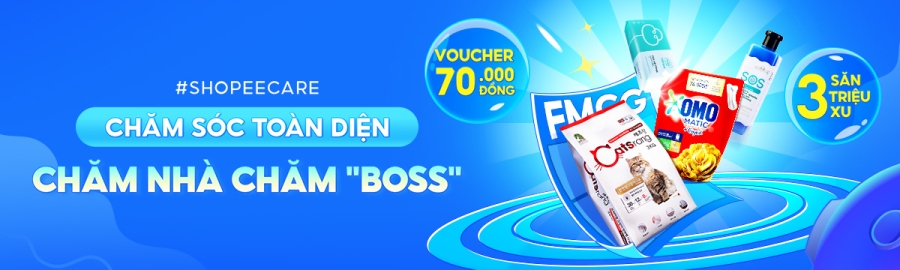 #SHOPEECARE
CHĂM SÓC TOÀN DIỆN
CHĂM NHÀ CHĂM "BOSS"
VOUCHER
70.000
ĐỒNG
FMCG
Catsrang
OMO
MATIC
SOS
SĂN
3 TRIỆU
XU